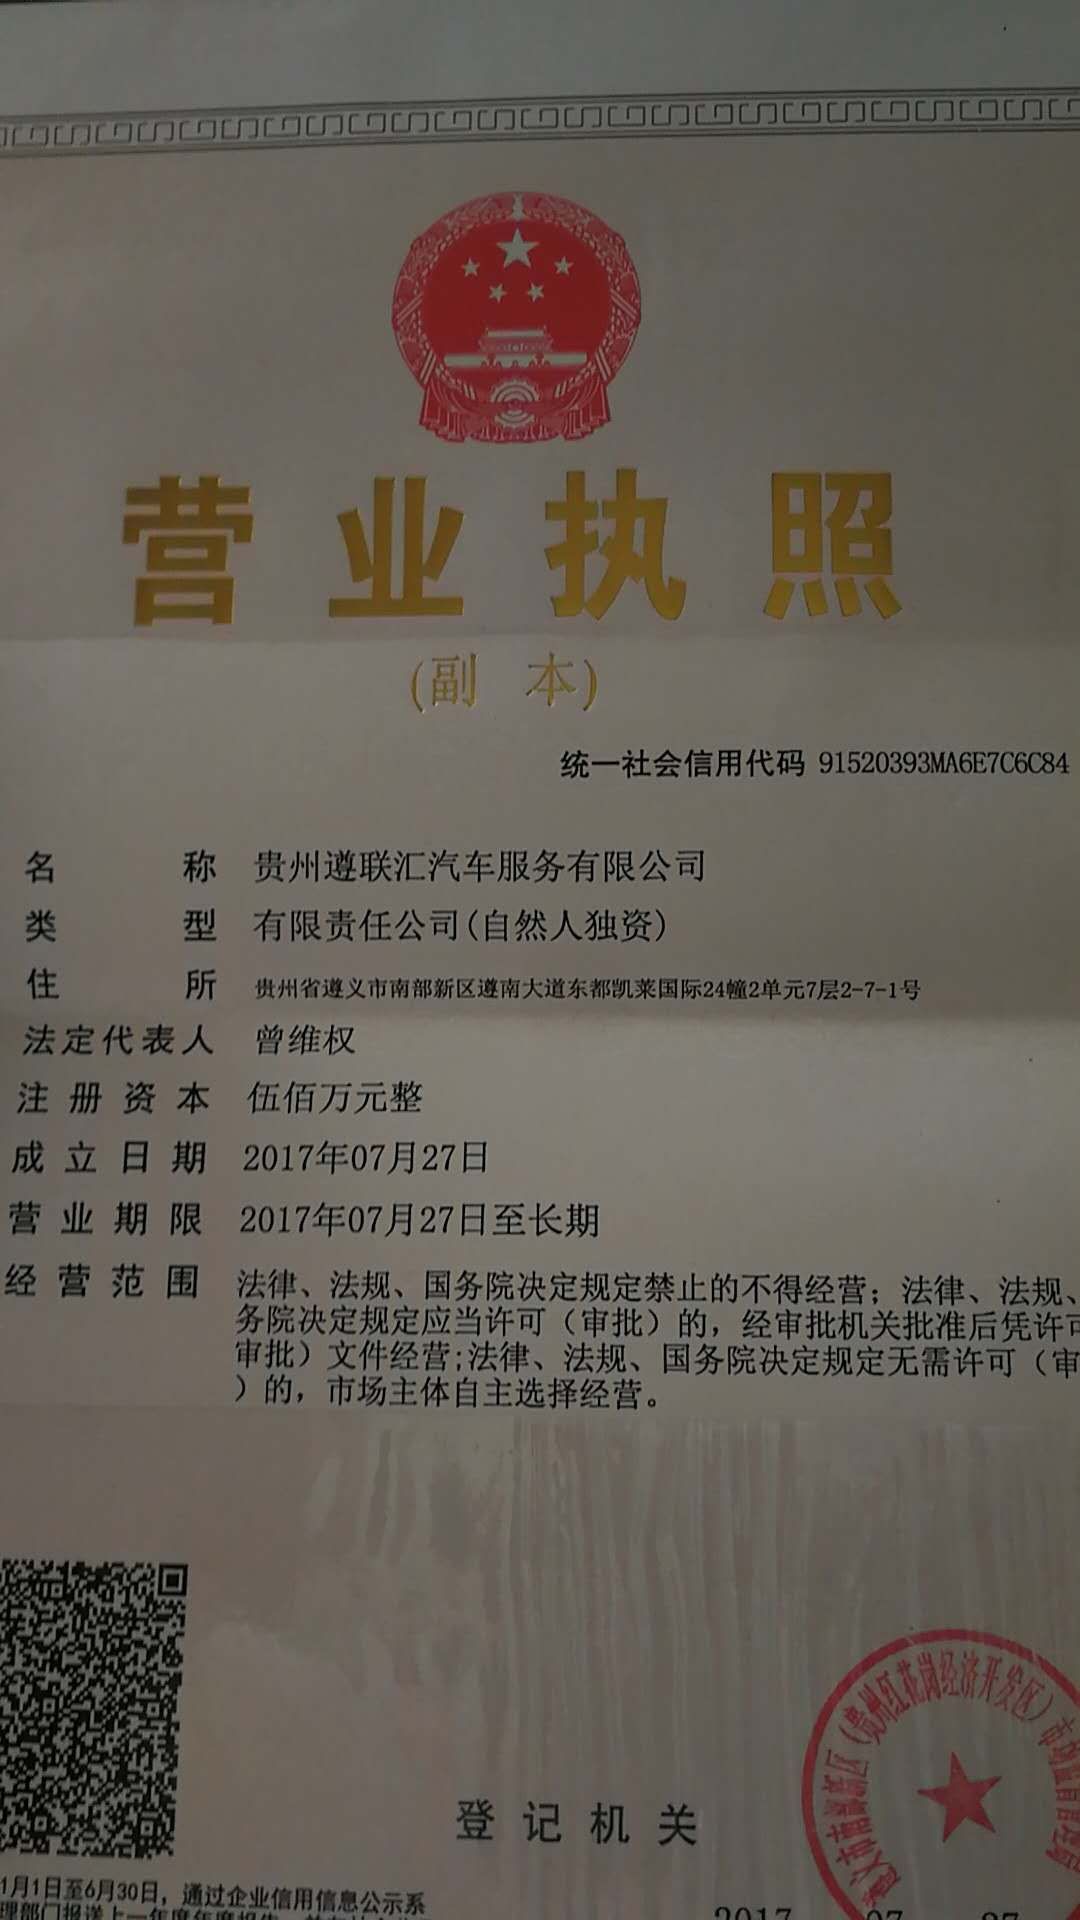 营业执照
(副 本)
统一社会信用代码 91520393MA6E7C6C84
名 称 贵州遵联汇汽车服务有限公司
类 型 有限责任公司(自然人独资)
住 所 贵州省遵义市南部新区遵南大道东都凯莱国际24幢2单元7层2-7-1号
法定代表人 曾维权
注册资本 伍佰万元整
成立日期 2017年07月27日
营业期限 2017年07月27日至长期
经营范围 法律、法规、国务院决定规定禁止的不得经营；法律、法规、
务院决定规定应当许可（审批）的，经审批机关批准后凭许可
审批）文件经营;法律、法规、国务院决定规定无需许可（审
）的，市场主体自主选择经营。
（贵州红花岗经济开发区）市场
登记机关
1月1日至6月30日，通过企业信用信息公示系
理部门报送上一年度年度报告
2017 07 27